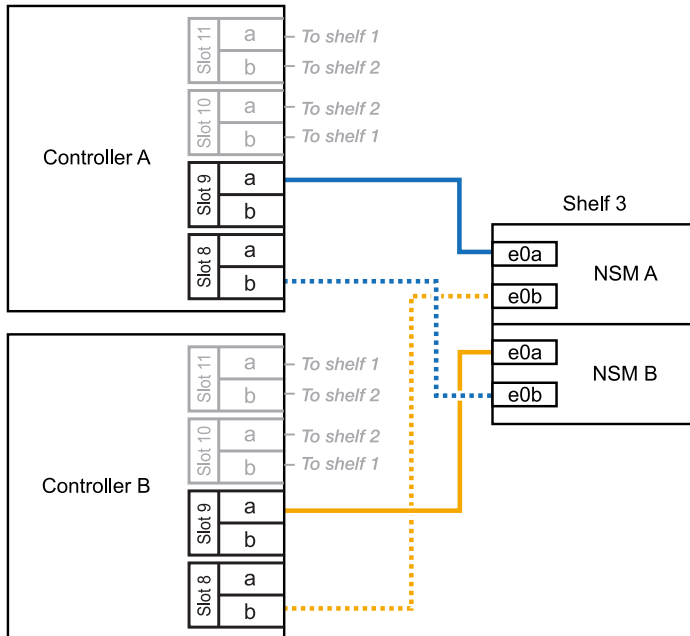 Controller A
Slot 11
a
To shelf 1
b
To shelf 2
Slot 10
a
To shelf 2
b
To shelf 1
Slot 9
a
b
Slot 8
a
b
Controller B
Slot 11
a
To shelf 1
b
To shelf 2
Slot 10
a
To shelf 2
b
To shelf 1
Slot 9
a
b
Slot 8
a
b
Shelf 3
e0a
NSM A
e0b
e0a
NSM B
e0b